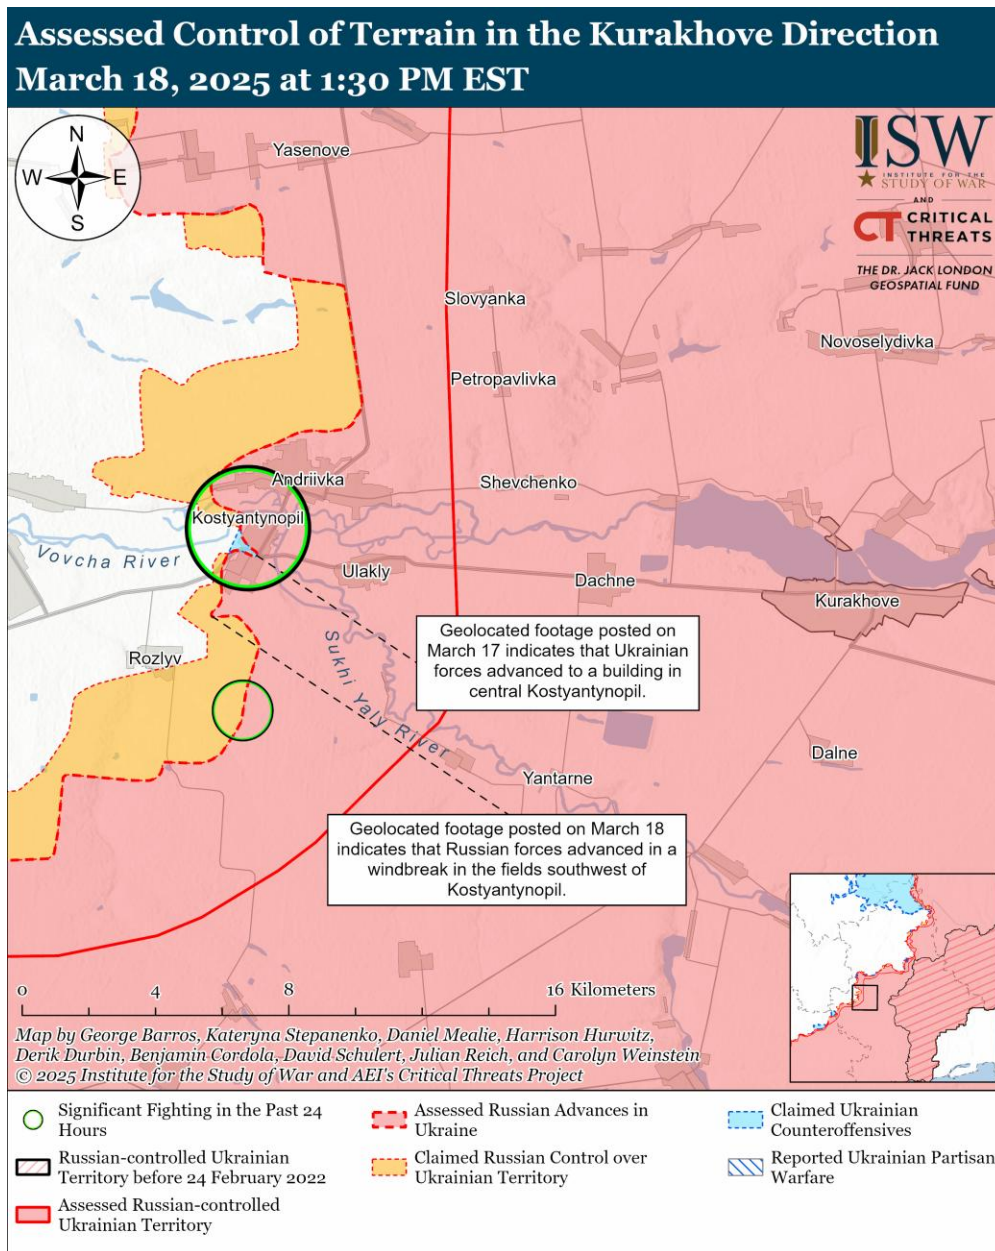 Assessed Control of Terrain in the Kurakhove Direction
March 18, 2025 at 1:30 PM EST
N
W
E
S
ISW
INSTITUTE FOR THE
STUDY OF WAR
AND
CT CRITICAL
THREATS
THE DR. JACK LONDON
GEOSPATIAL FUND
Yasenove
Slovyanka
Novoselydivka
Petropavlivka
Andriivka
Shevchenko
Kostyantynopil
Vovcha River
Ulakly
Dachne
Kurakhove
Geolocated footage posted on
March 17 indicates that Ukrainian
forces advanced to a building in
central Kostyantynopil.
Rozlyv
Sukhi Yaly River
Dalne
Yantarne
Geolocated footage posted on March 18
indicates that Russian forces advanced in a
windbreak in the fields southwest of
Kostyantynopil.
0 4 8 16 Kilometers
Map by George Barros, Kateryna Stepanenko, Daniel Mealie, Harrison Hurwitz,
Derik Durbin, Benjamin Cordola, David Schulert, Julian Reich, and Carolyn Weinstein
© 2025 Institute for the Study of War and AEI's Critical Threats Project
Significant Fighting in the Past 24
Hours
Russian-controlled Ukrainian
Territory before 24 February 2022
Assessed Russian-controlled
Ukrainian Territory
Assessed Russian Advances in
Ukraine
Claimed Russian Control over
Ukrainian Territory
Claimed Ukrainian
Counteroffensives
Reported Ukrainian Partisan
Warfare